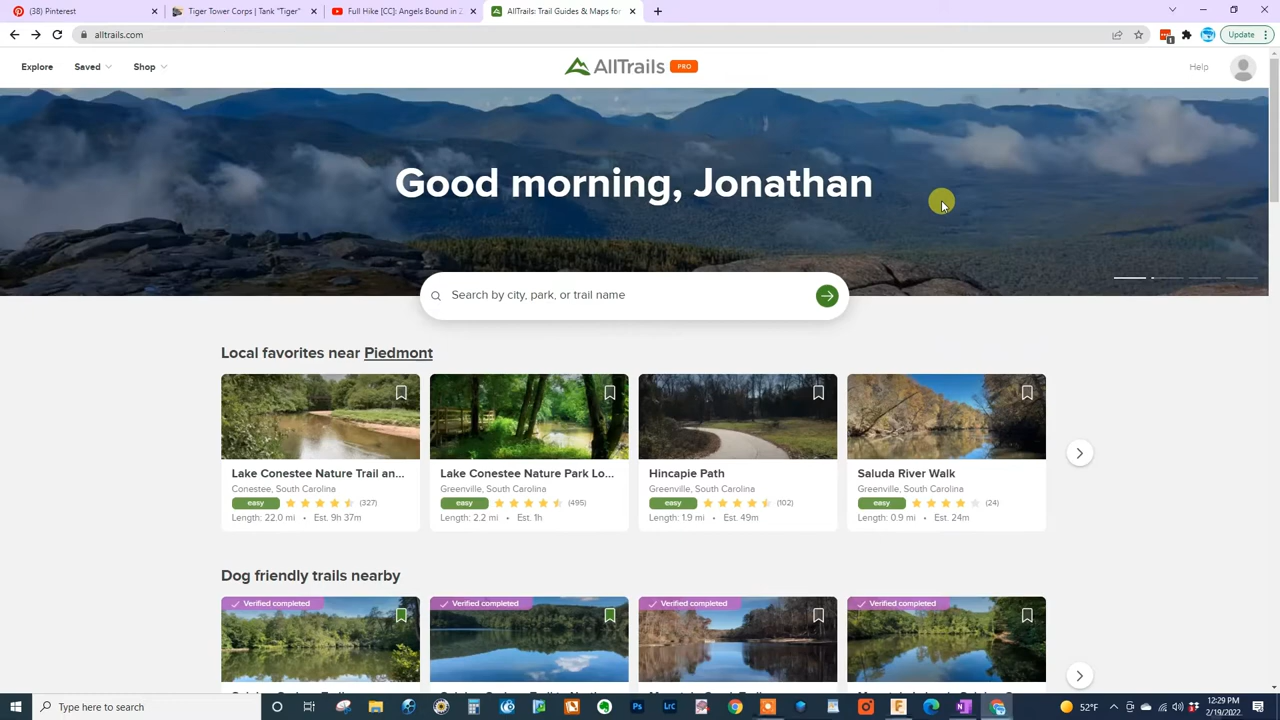 (38) Pinterest
Tiger Tower Corps | Tank "Tiger"
Full Hike [CC]: Angels Bound in Z
AllTrails: Trail Guides & Maps for
alltrails.com
1
Update
Explore
Saved
Shop
AllTrails PRO
Help
Good morning, Jonathan
Search by city, park, or trail name
Local favorites near Piedmont
Lake Conestee Nature Trail an...
Conestee, South Carolina
easy (327)
Length: 22.0 mi • Est. 9h 37m
Lake Conestee Nature Park Lo...
Greenville, South Carolina
easy (495)
Length: 2.2 mi • Est. 1h
Hincapie Path
Greenville, South Carolina
easy (102)
Length: 1.9 mi • Est. 49m
Saluda River Walk
Greenville, South Carolina
easy (24)
Length: 0.9 mi • Est. 24m
Dog friendly trails nearby
Verified completed
Verified completed
Verified completed
Verified completed
Type here to search
Ps
Lrc
52°F
12:29 PM
2/19/2022